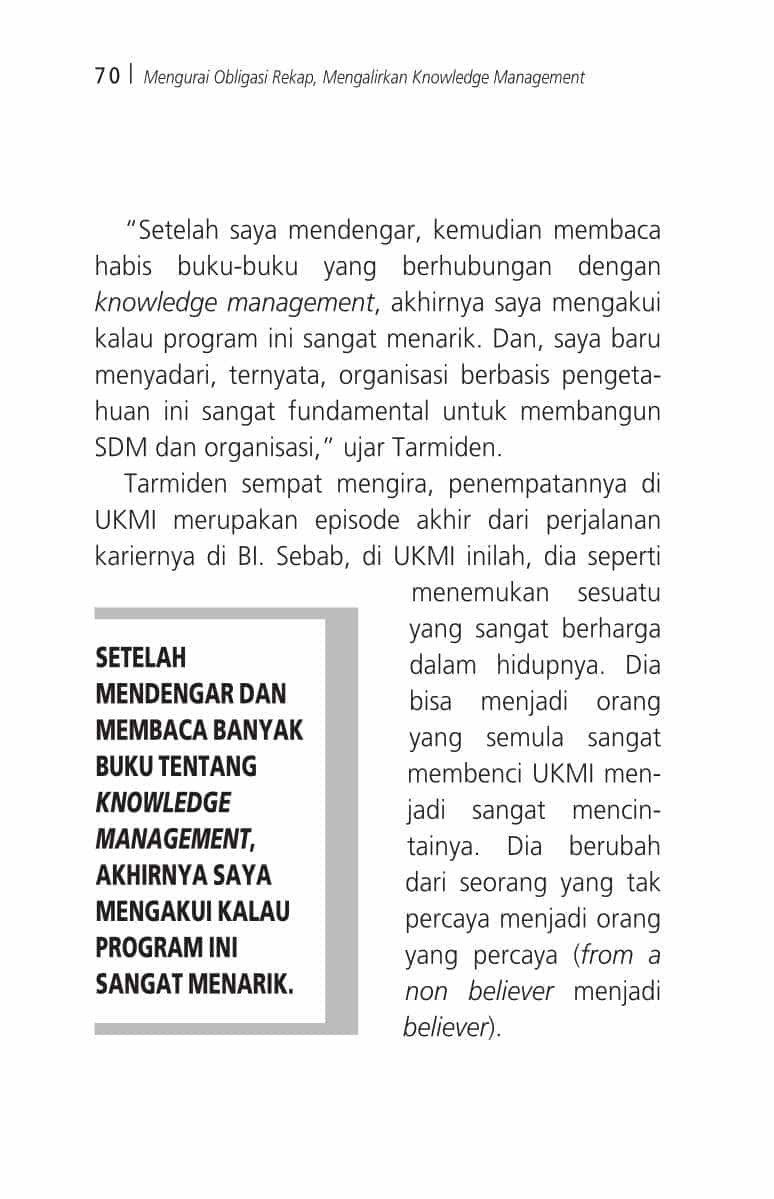 70 | Mengurai Obligasi Rekap, Mengalirkan Knowledge Management
“Setelah saya mendengar, kemudian membaca
habis buku-buku yang berhubungan dengan
knowledge management, akhirnya saya mengakui
kalau program ini sangat menarik. Dan, saya baru
menyadari, ternyata, organisasi berbasis pengeta-
huan ini sangat fundamental untuk membangun
SDM dan organisasi,” ujar Tarmiden.
Tarmiden sempat mengira, penempatannya di
UKMI merupakan episode akhir dari perjalanan
kariernya di BI. Sebab, di UKMI inilah, dia seperti
menemukan sesuatu
yang sangat berharga
dalam hidupnya. Dia
bisa menjadi orang
yang semula sangat
membenci UKMI men-
jadi sangat mencin-
tainya. Dia berubah
dari seorang yang tak
percaya menjadi orang
yang percaya (from a
non believer menjadi
believer).
SETELAH
MENDENGAR DAN
MEMBACA BANYAK
BUKU TENTANG
KNOWLEDGE
MANAGEMENT,
AKHIRNYA SAYA
MENGAKUI KALAU
PROGRAM INI
SANGAT MENARIK.